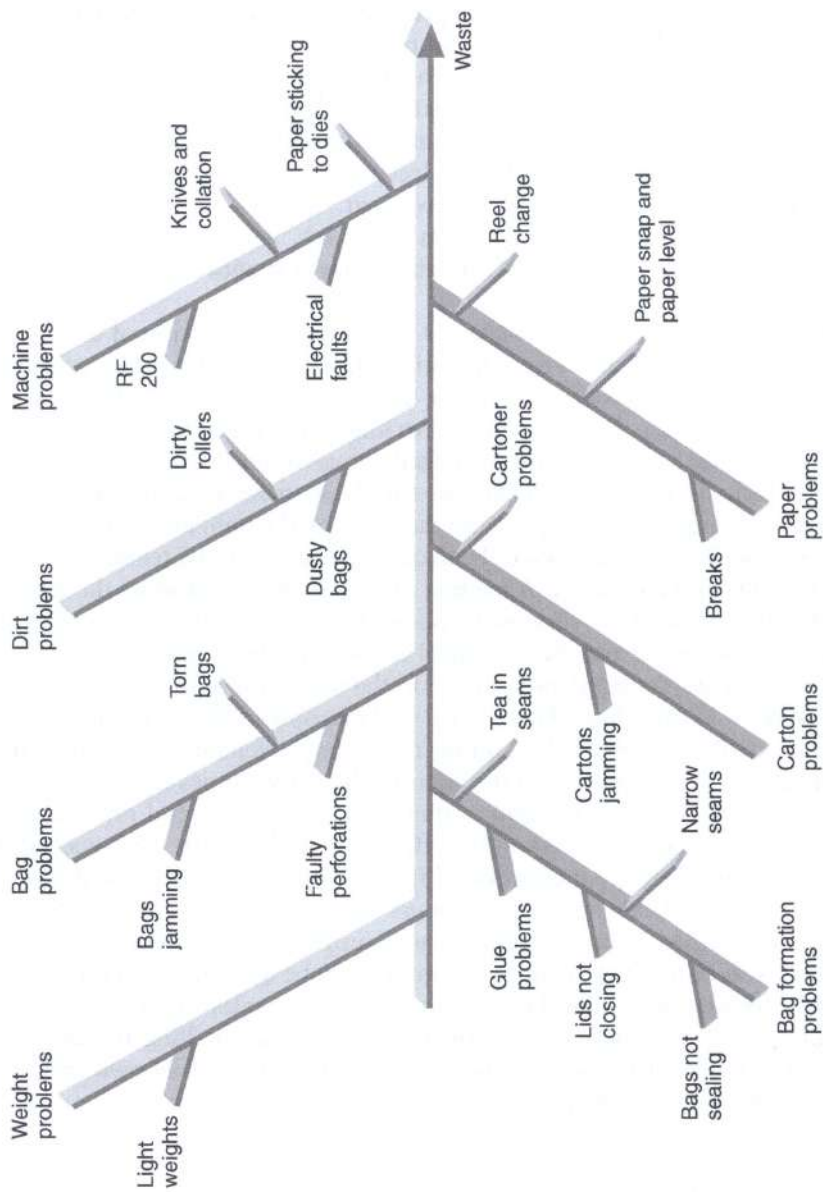 Weight
problems
Light
weights
Bag
problems
Bags
jamming
Torn
bags
Faulty
perforations
Dirt
problems
Dirty
rollers
Dusty
bags
Machine
problems
RF
200
Knives and
collation
Electrical
faults
Paper sticking
to dies
Waste
Tea in
seams
Glue
problems
Lids not
closing
Narrow
seams
Bags not
sealing
Bag formation
problems
Cartoner
problems
Cartons
jamming
Carton
problems
Reel
change
Paper snap and
paper level
Breaks
Paper
problems